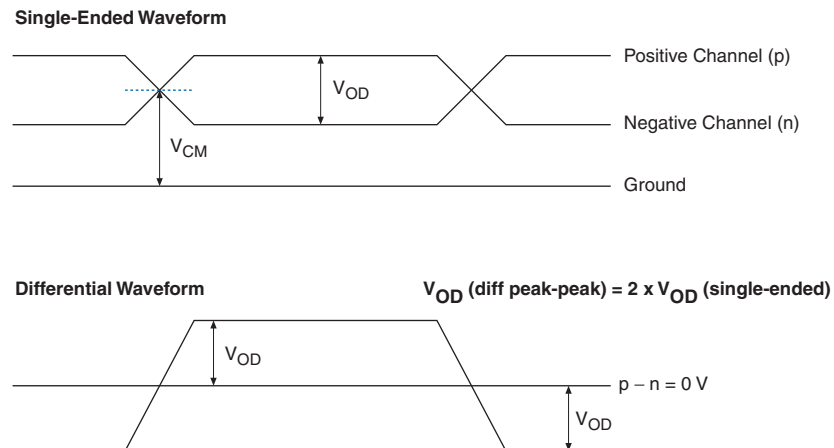 Single-Ended Waveform
Positive Channel (p)
VOD
Negative Channel (n)
VCM
Ground
Differential Waveform
VOD (diff peak-peak) = 2 x VOD (single-ended)
VOD
p – n = 0 V
VOD